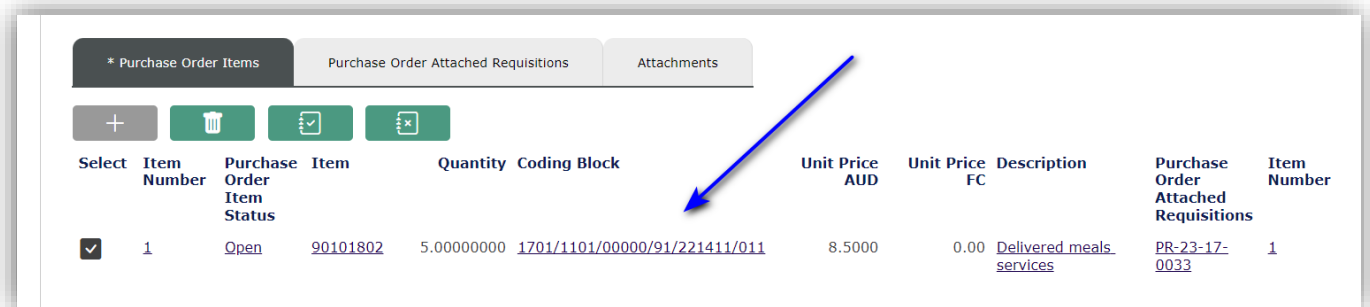 * Purchase Order Items Purchase Order Attached Requisitions Attachments
Select Item Number Purchase Order Item Status Item Quantity Coding Block Unit Price AUD Unit Price FC Description Purchase Order Attached Requisitions Item Number
1 Open 90101802 5.00000000 1701/1101/00000/91/221411/011 8.5000 0.00 Delivered meals services PR-23-17-0033 1